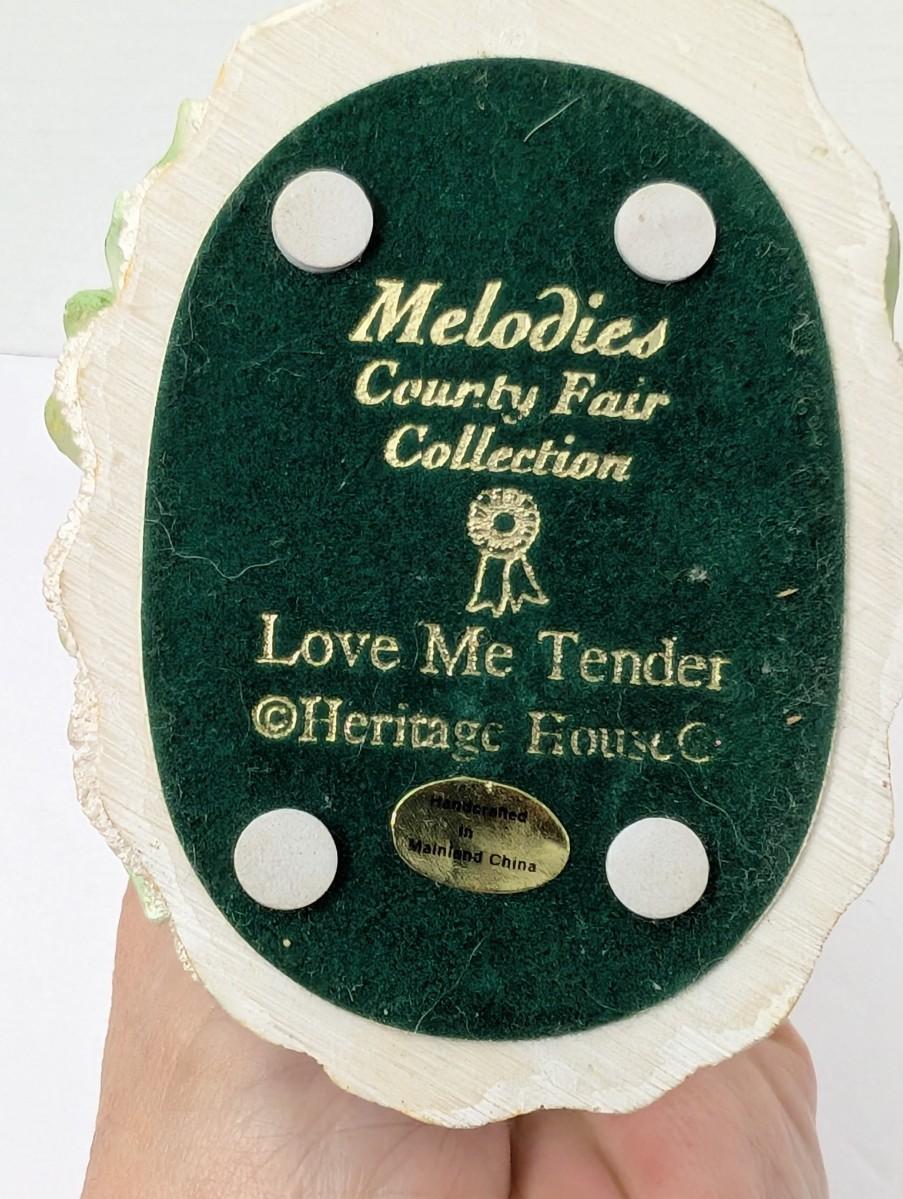 Melodies
County Fair
Collection
Love Me Tender
©Heritage House©
Handcrafted
in
Mainland China